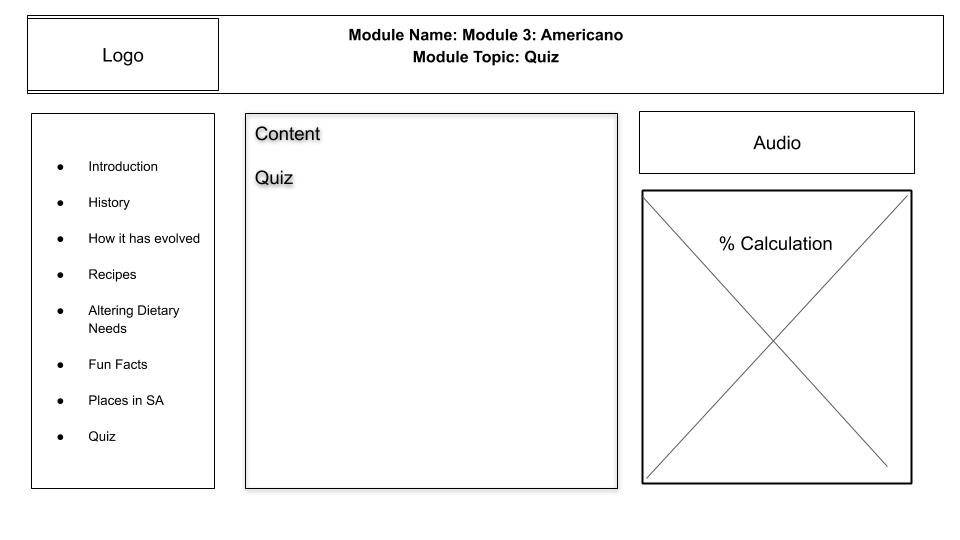 Logo
Module Name: Module 3: Americano
Module Topic: Quiz
● Introduction
● History
● How it has evolved
● Recipes
● Altering Dietary
Needs
● Fun Facts
● Places in SA
● Quiz
Content
Quiz
Audio
% Calculation